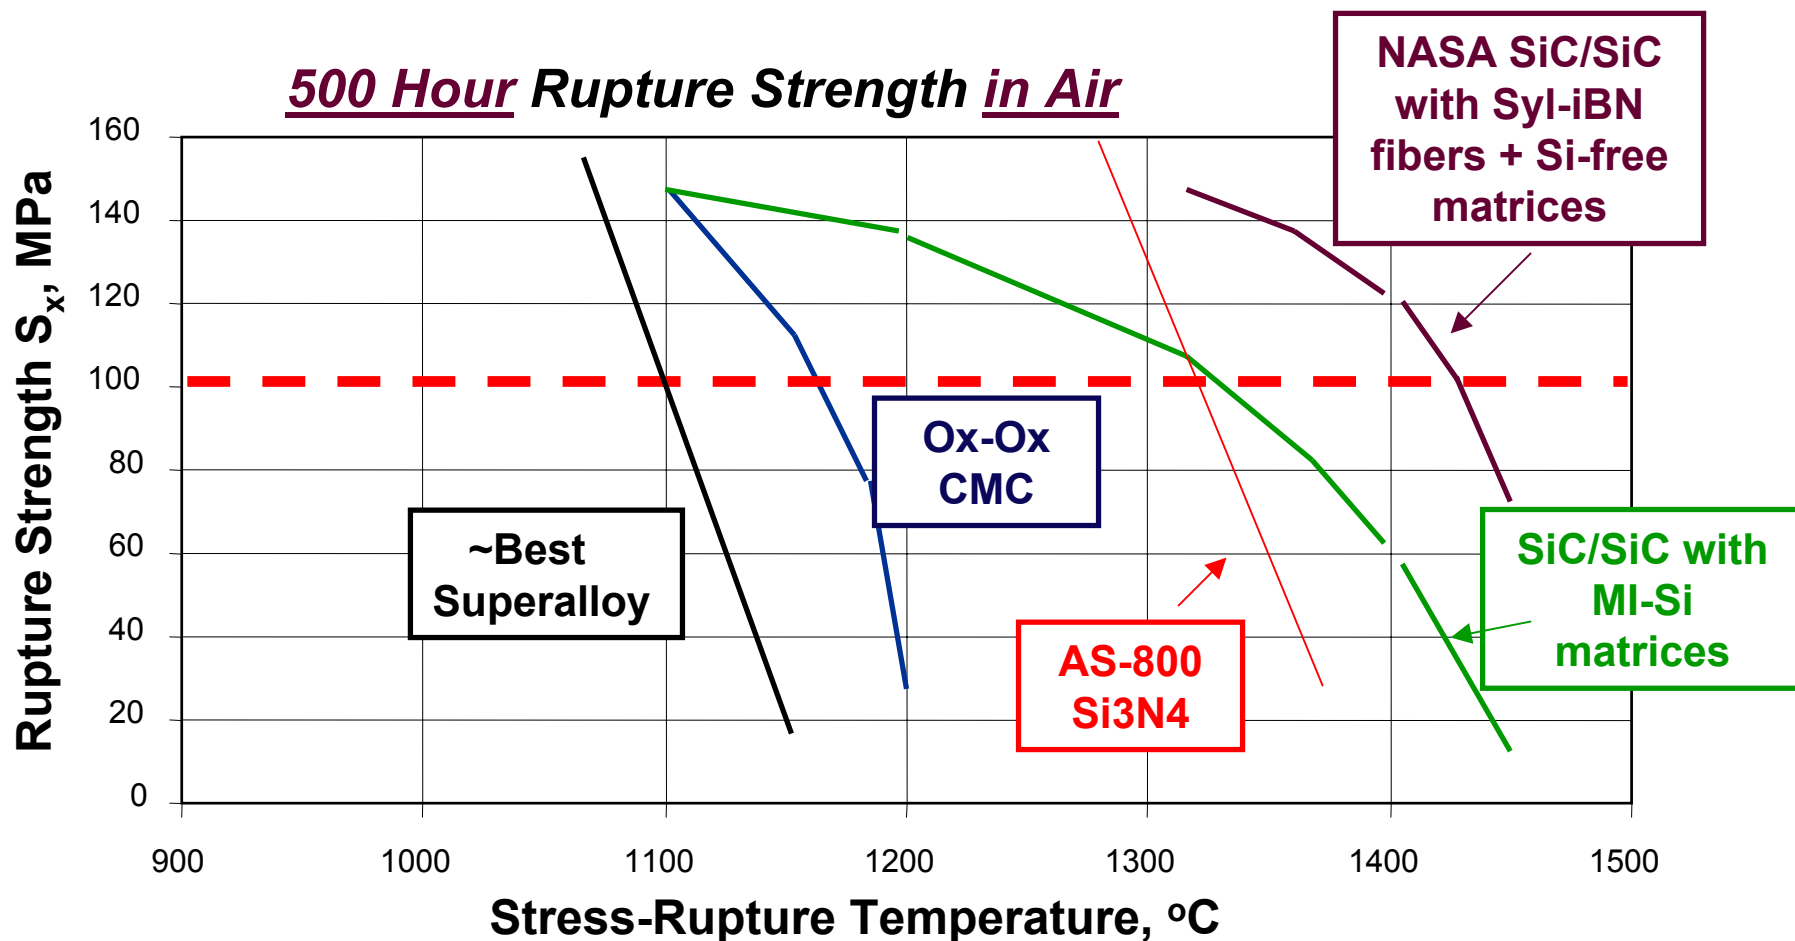 500 Hour Rupture Strength in Air
NASA SiC/SiC
with Syl-iBN
fibers + Si-free
matrices
Rupture Strength Sx, MPa
160
140
120
100
80
60
40
20
0
Ox-Ox
CMC
~Best
Superalloy
AS-800
Si3N4
SiC/SiC with
MI-Si
matrices
900 1000 1100 1200 1300 1400 1500
Stress-Rupture Temperature, oC